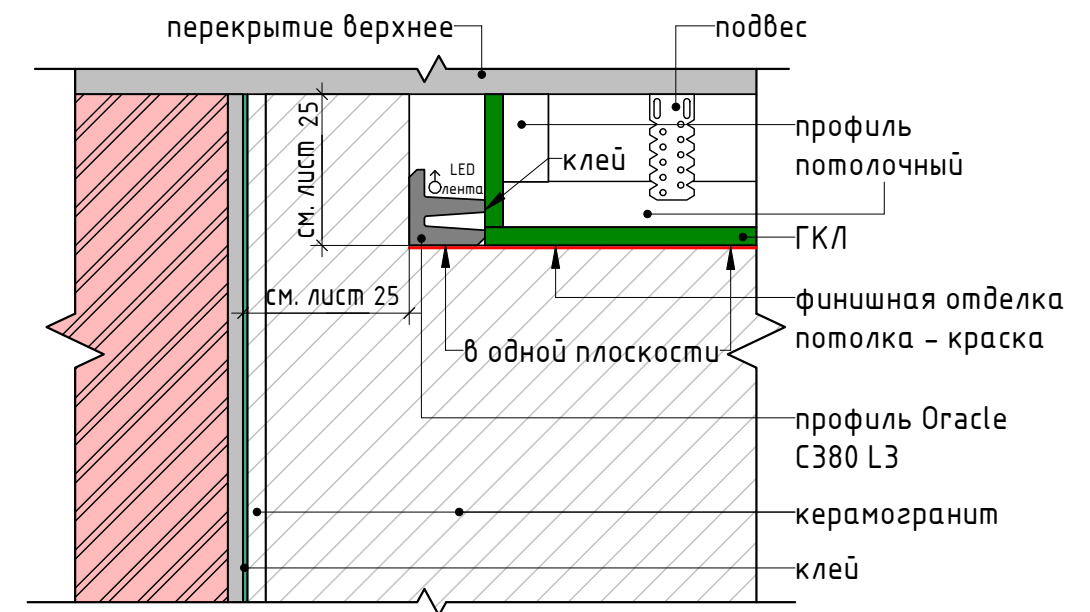 перекрытие верхнее
подвес
см. лист 25
LED
лента
клей
профиль
потолочный
ГКЛ
см. лист 25
финишная отделка
потолка - краска
в одной плоскости
профиль Oracle
C380 L3
керамогранит
клей